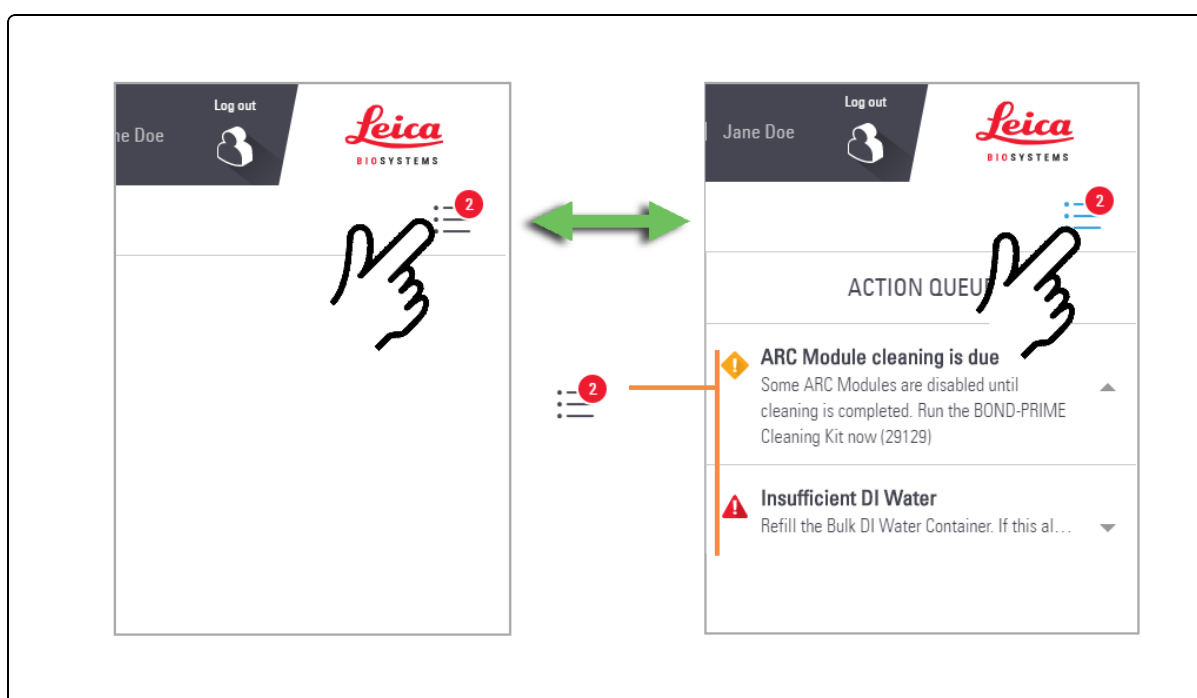 Log out
ne Doe
Leica
BIOSYSTEMS
2
2
Log out
Jane Doe
Leica
BIOSYSTEMS
2
ACTION QUEU
ARC Module cleaning is due
Some ARC Modules are disabled until
cleaning is completed. Run the BOND-PRIME
Cleaning Kit now (29129)
Insufficient DI Water
Refill the Bulk DI Water Container. If this al...